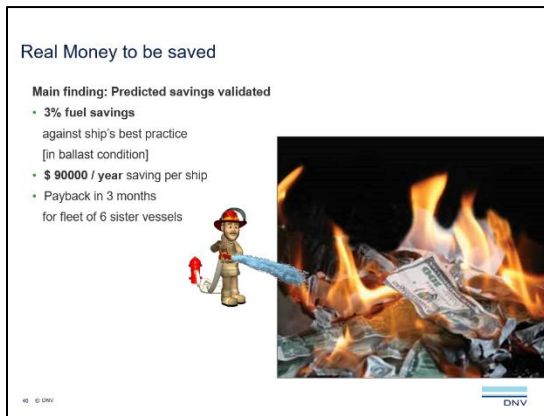 Real Money to be saved
Main finding: Predicted savings validated
• 3% fuel savings
against ship's best practice
[in ballast condition]
• $ 90000 / year saving per ship
• Payback in 3 months
for fleet of 6 sister vessels
© DNV
DNV